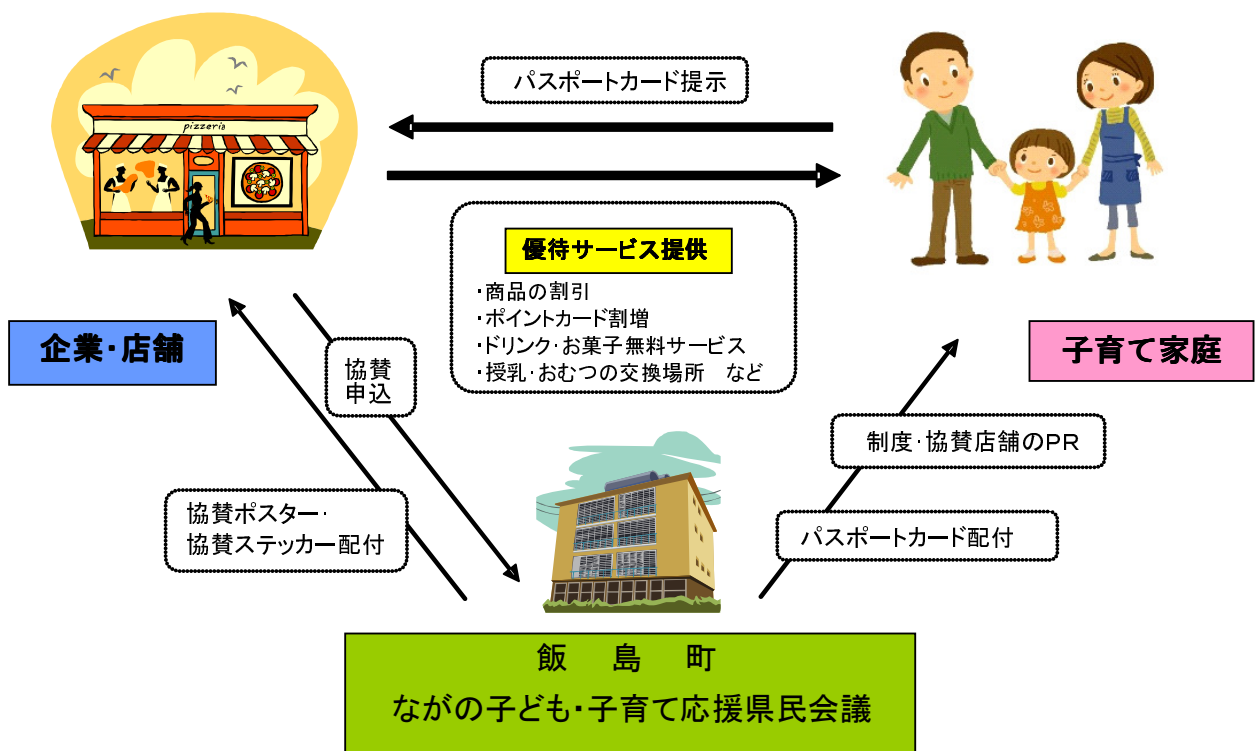 パスポートカード提示
pizzeria
優待サービス提供
・商品の割引
・ポイントカード割増
・ドリンク・お菓子無料サービス
・授乳・おむつの交換場所　など
企業・店舗
子育て家庭
協賛
申込
制度・協賛店舗のPR
協賛ポスター・
協賛ステッカー配付
パスポートカード配付
飯　島　町
ながの子ども・子育て応援県民会議